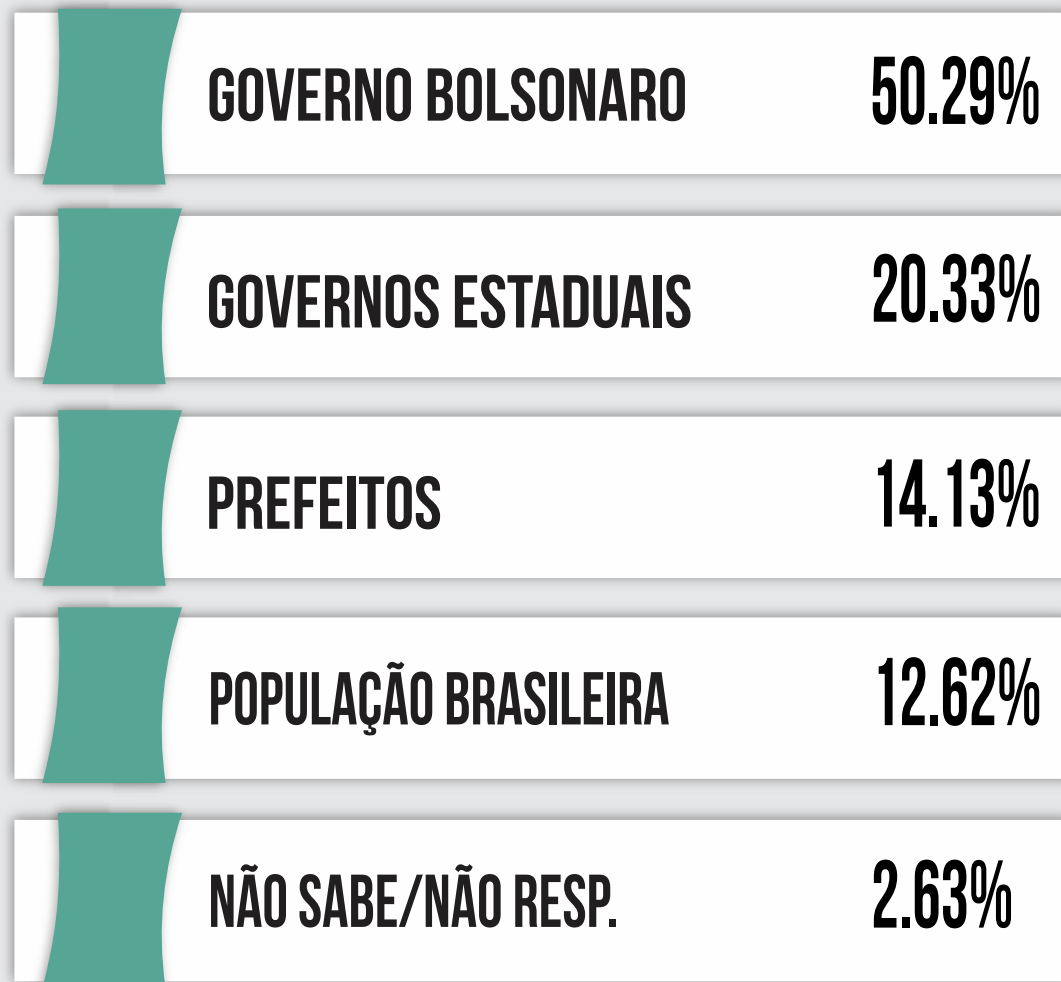 GOVERNO BOLSONARO 50.29%
GOVERNOS ESTADUAIS 20.33%
PREFEITOS 14.13%
POPULAÇÃO BRASILEIRA 12.62%
NÃO SABE/NÃO RESP. 2.63%